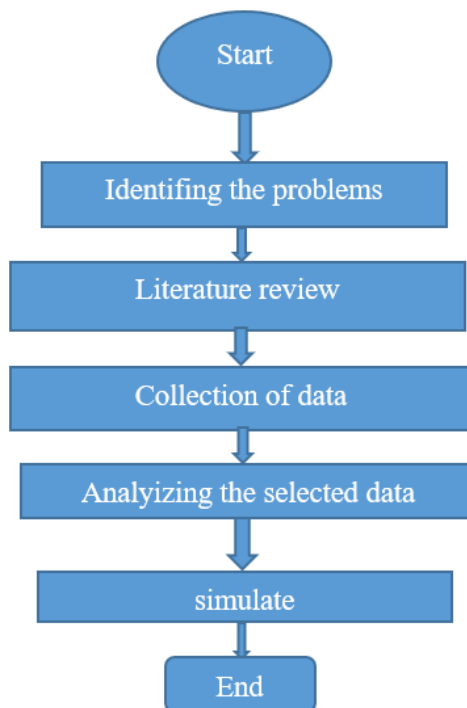 Start
Identifing the problems
Literature review
Collection of data
Analyizing the selected data
simulate
End